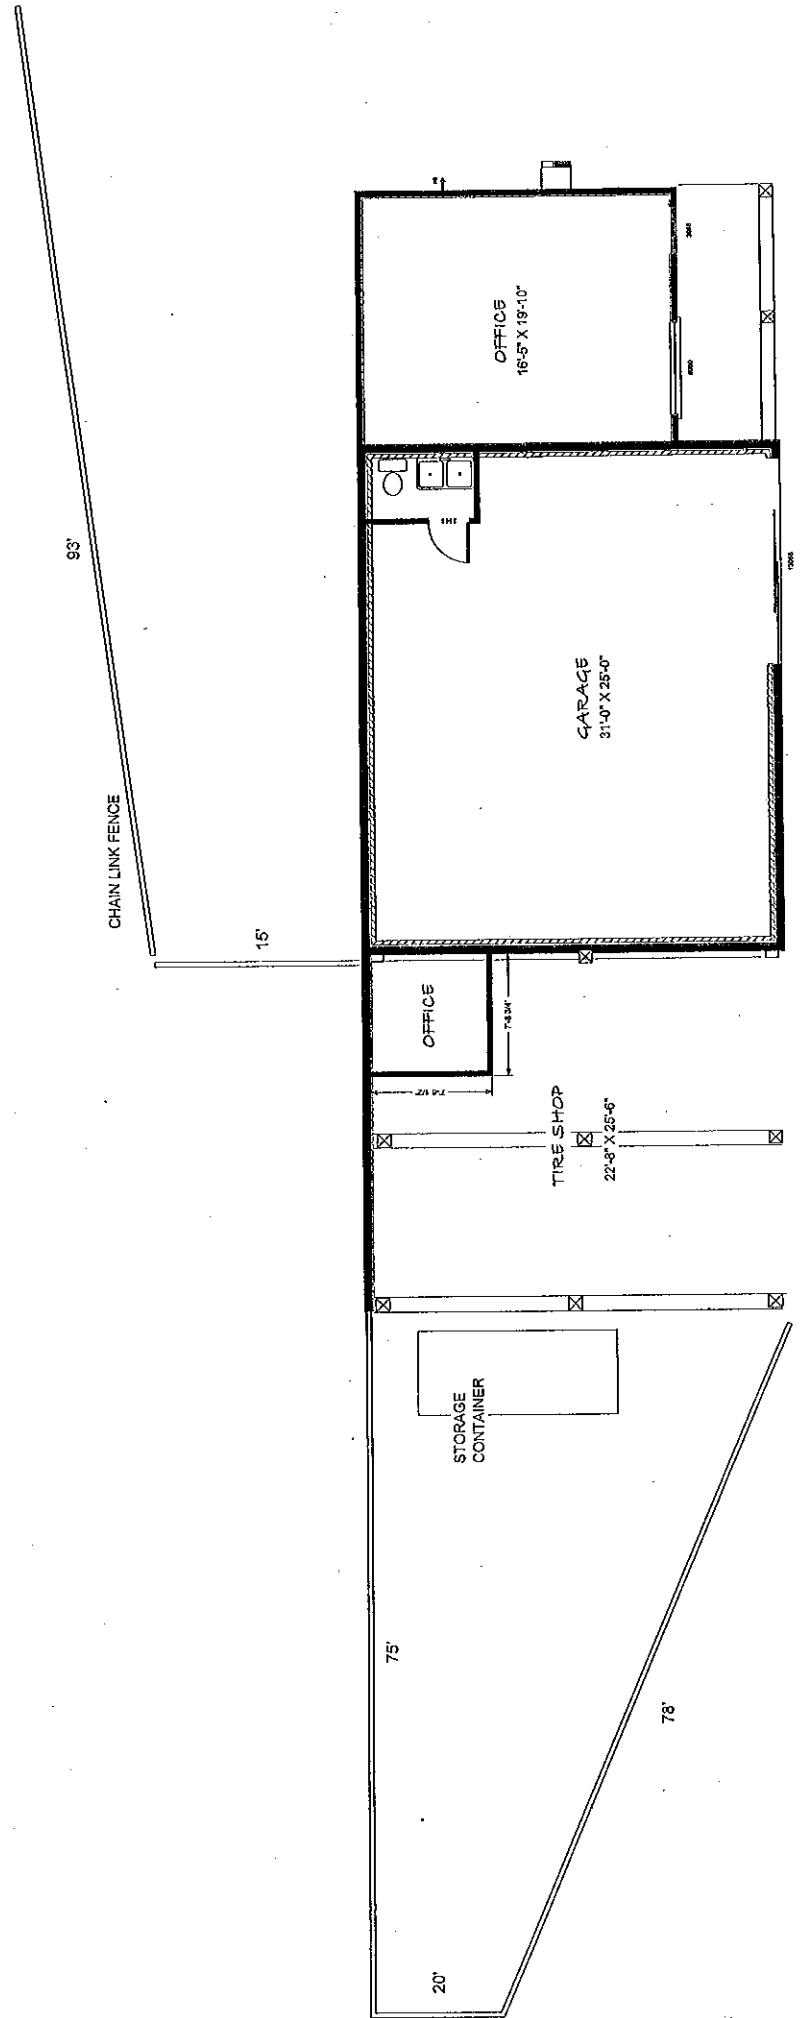 93'
CHAIN LINK FENCE
15'
OFFICE
16'-5" X 19'-10"
GARAGE
31'-0" X 25'-0"
OFFICE
7'-8 3/4"
TIRE SHOP
22'-8" X 25'-6"
STORAGE
CONTAINER
75'
78'
20'